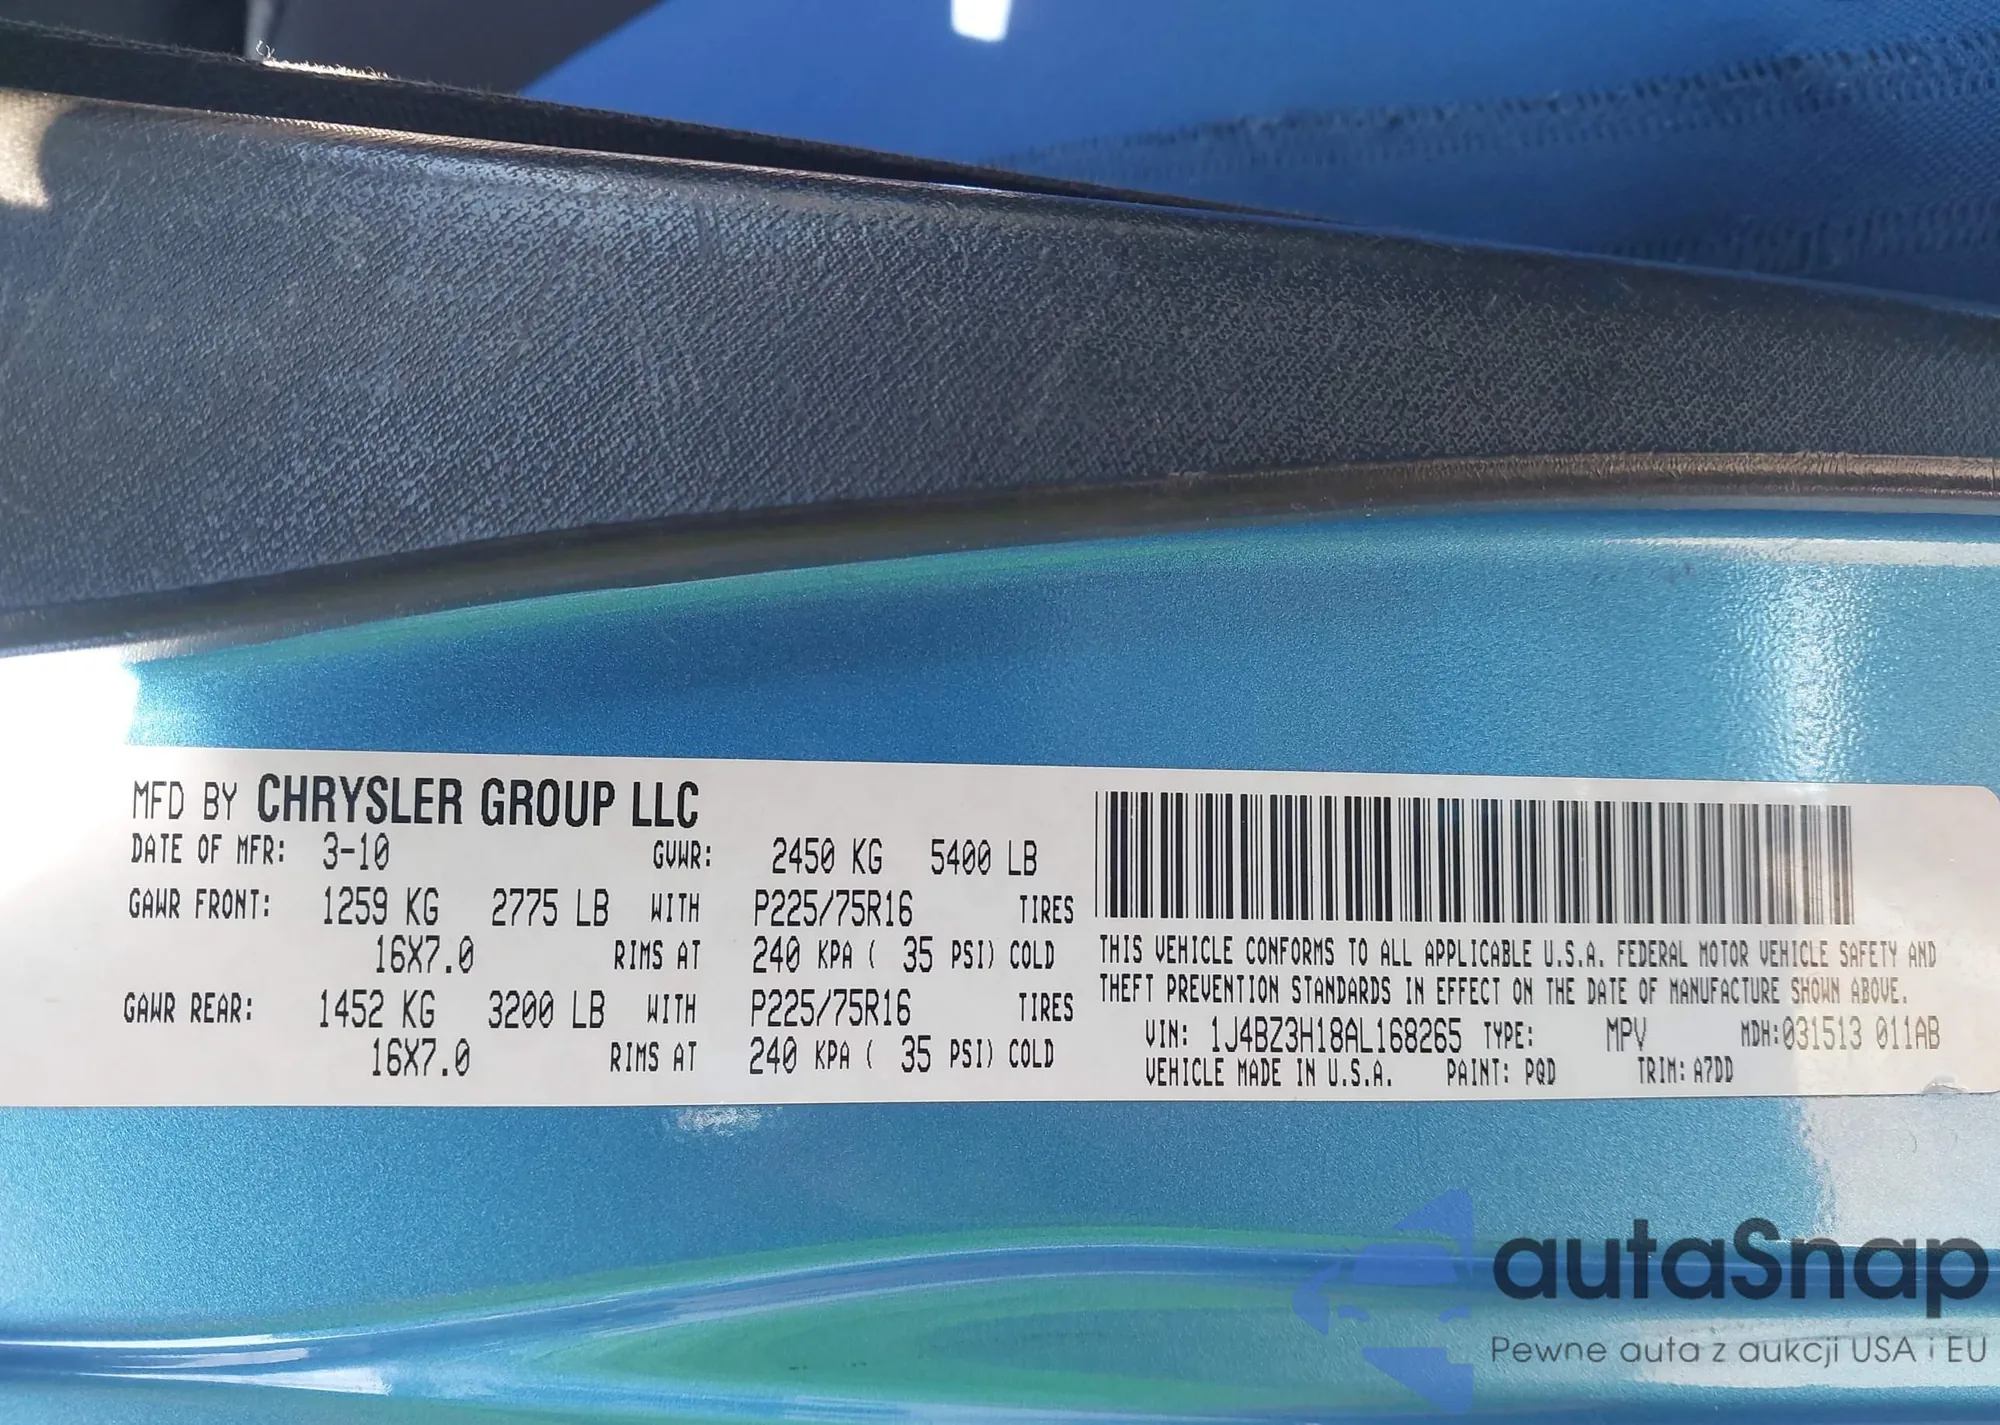 MFD BY CHRYSLER GROUP LLC
DATE OF MFR: 3-10 GVWR: 2450 KG 5400 LB
GAWR FRONT: 1259 KG 2775 LB WITH P225/75R16 TIRES
16X7.0 RIMS AT 240 KPA ( 35 PSI) COLD
GAWR REAR: 1452 KG 3200 LB WITH P225/75R16 TIRES
16X7.0 RIMS AT 240 KPA ( 35 PSI) COLD
THIS VEHICLE CONFORMS TO ALL APPLICABLE U.S.A. FEDERAL MOTOR VEHICLE SAFETY AND
THEFT PREVENTION STANDARDS IN EFFECT ON THE DATE OF MANUFACTURE SHOWN ABOVE.
VIN: 1J4BZ3H18AL168265 TYPE: MPV MDH:031513 011AB
VEHICLE MADE IN U.S.A. PAINT: PQD TRIM: A7DD
autaSnap
Pewne auta z aukcji USA i EU